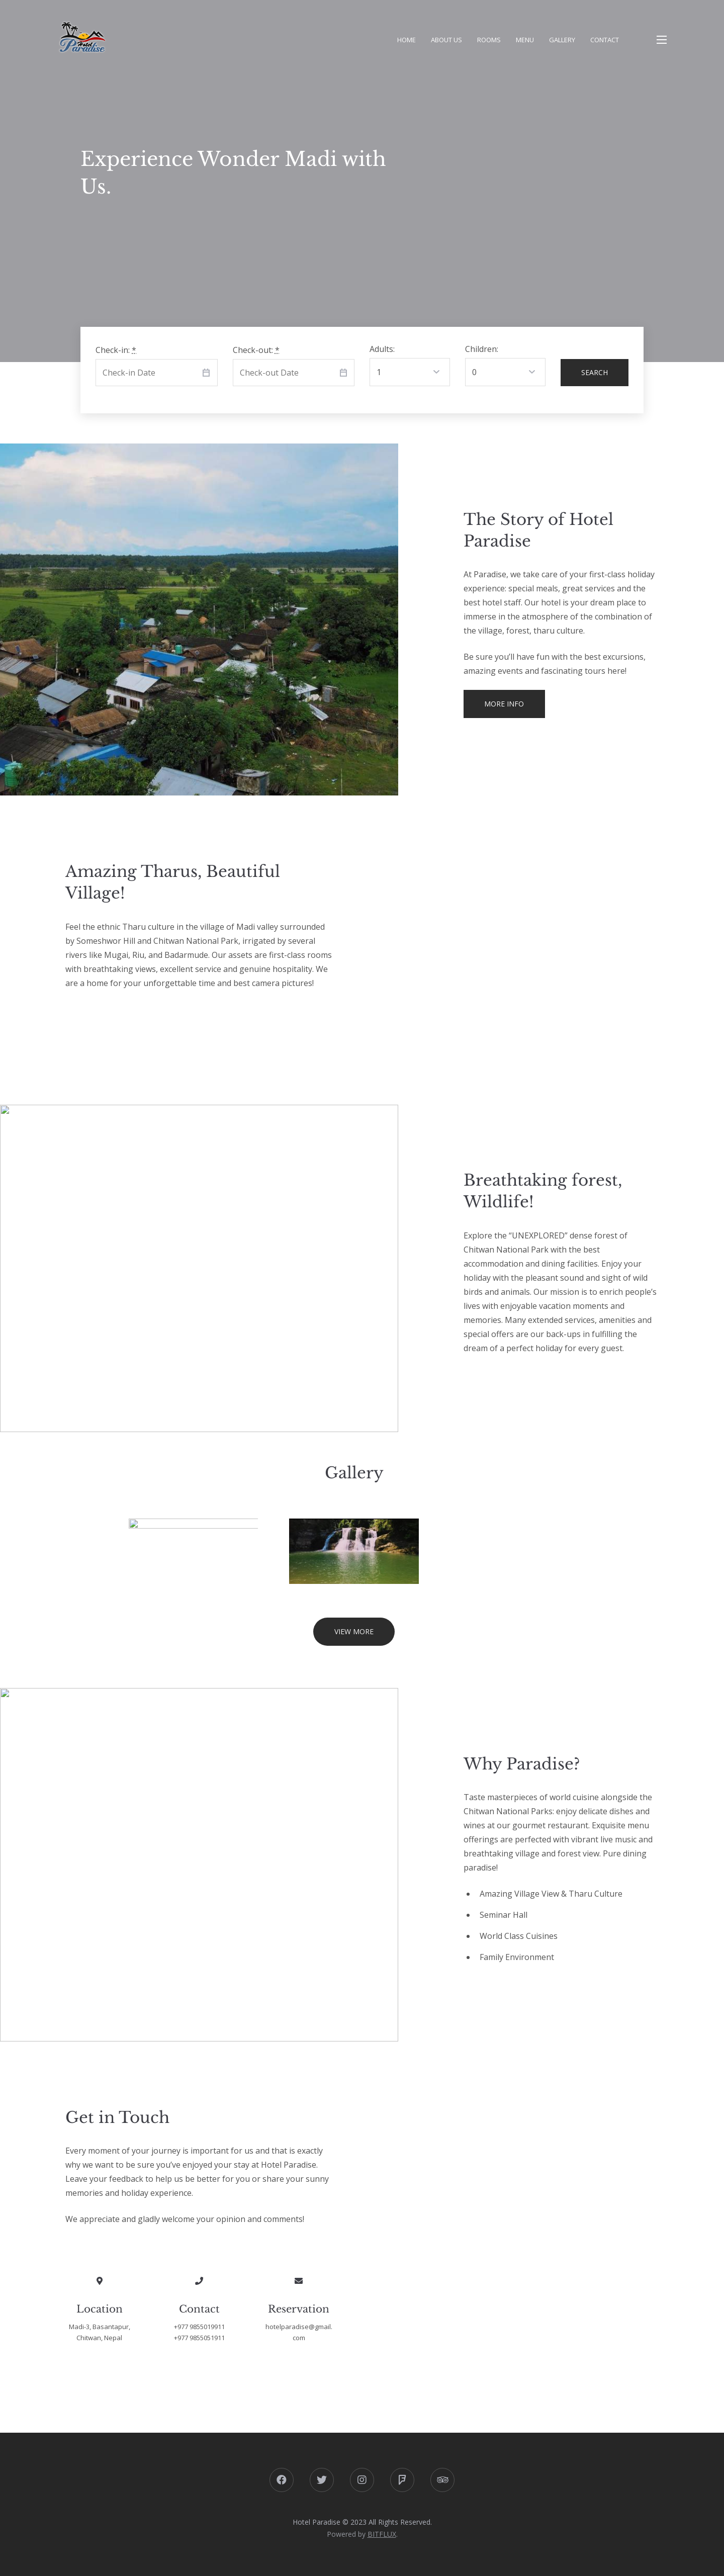 Hotel
Paradise
HOME ABOUT US ROOMS MENU GALLERY CONTACT
Experience Wonder Madi with
Us.
Check-in: * Check-out: * Adults: Children:
Check-in Date Check-out Date 1 0 SEARCH
The Story of Hotel
Paradise
At Paradise, we take care of your first-class holiday
experience: special meals, great services and the
best hotel staff. Our hotel is your dream place to
immerse in the atmosphere of the combination of
the village, forest, tharu culture.
Be sure you’ll have fun with the best excursions,
amazing events and fascinating tours here!
MORE INFO
Amazing Tharus, Beautiful
Village!
Feel the ethnic Tharu culture in the village of Madi valley surrounded
by Someshwor Hill and Chitwan National Park, irrigated by several
rivers like Mugai, Riu, and Badarmude. Our assets are first-class rooms
with breathtaking views, excellent service and genuine hospitality. We
are a home for your unforgettable time and best camera pictures!
Breathtaking forest,
Wildlife!
Explore the “UNEXPLORED” dense forest of
Chitwan National Park with the best
accommodation and dining facilities. Enjoy your
holiday with the pleasant sound and sight of wild
birds and animals. Our mission is to enrich people’s
lives with enjoyable vacation moments and
memories. Many extended services, amenities and
special offers are our back-ups in fulfilling the
dream of a perfect holiday for every guest.
Gallery
VIEW MORE
Why Paradise?
Taste masterpieces of world cuisine alongside the
Chitwan National Parks: enjoy delicate dishes and
wines at our gourmet restaurant. Exquisite menu
offerings are perfected with vibrant live music and
breathtaking village and forest view. Pure dining
paradise!
Amazing Village View & Tharu Culture
Seminar Hall
World Class Cuisines
Family Environment
Get in Touch
Every moment of your journey is important for us and that is exactly
why we want to be sure you’ve enjoyed your stay at Hotel Paradise.
Leave your feedback to help us be better for you or share your sunny
memories and holiday experience.
We appreciate and gladly welcome your opinion and comments!
Location
Madi-3, Basantapur,
Chitwan, Nepal
Contact
+977 9855019911
+977 9855051911
Reservation
hotelparadise@gmail.
com
Hotel Paradise © 2023 All Rights Reserved.
Powered by BITFLUX.